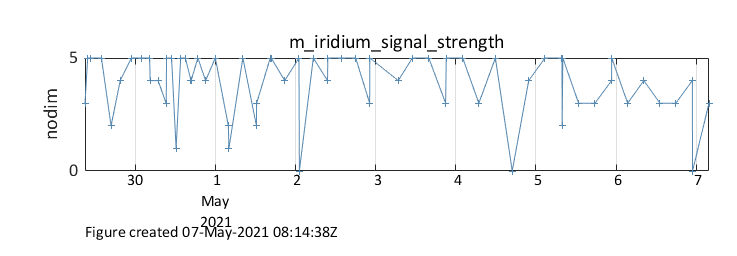 m_iridium_signal_strength
5
nodim
0
30 1 2 3 4 5 6 7
May
2021
Figure created 07-May-2021 08:14:38Z